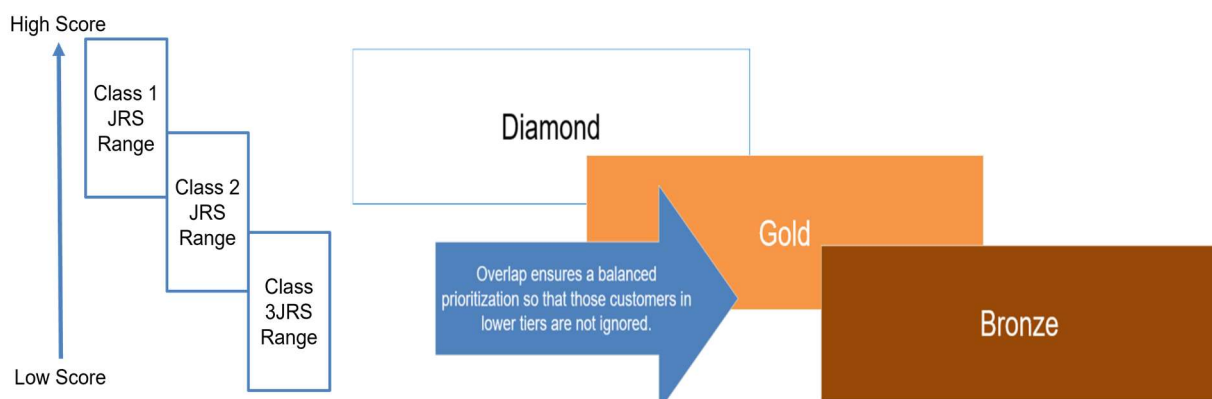 High Score
Class 1
JRS
Range
Class 2
JRS
Range
Class
3JRS
Range
Low Score
Diamond
Gold
Overlap ensures a balanced
prioritization so that those customers in
lower tiers are not ignored.
Bronze